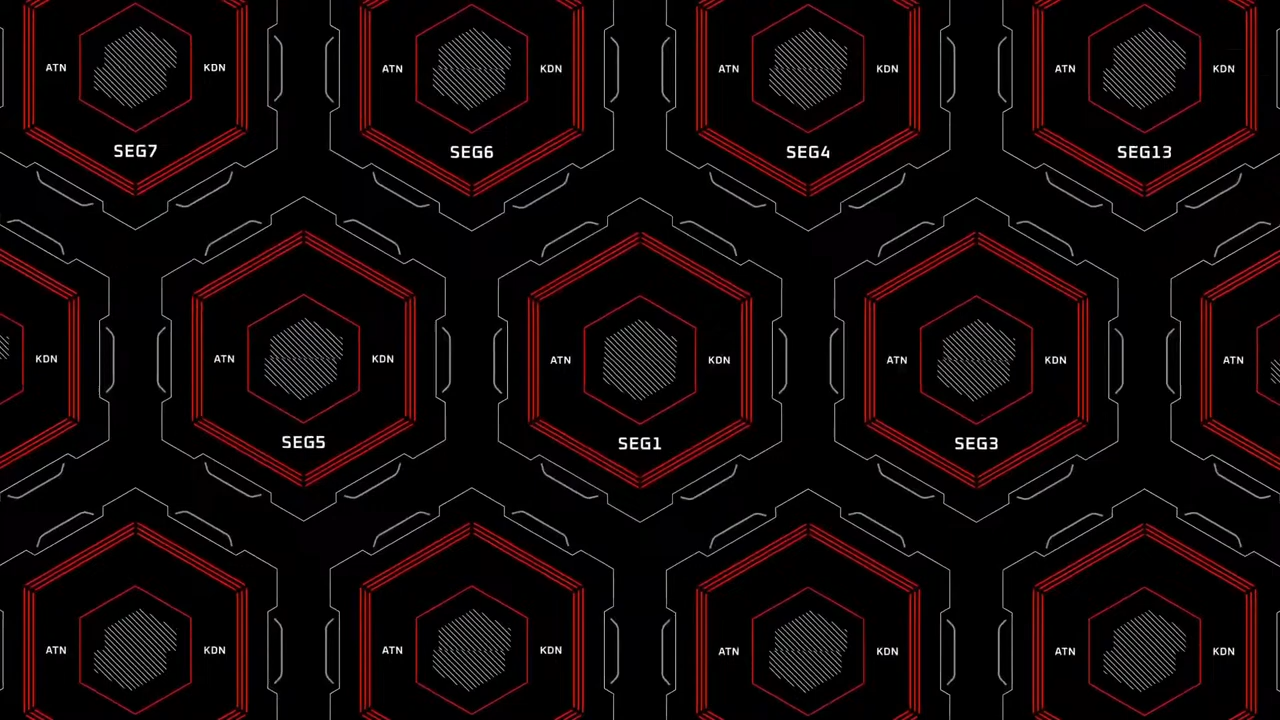 ATN KDN ATN KDN ATN KDN ATN KDN
SEG7 SEG6 SEG4 SEG13
KDN ATN KDN ATN KDN ATN KDN ATN
SEG5 SEG1 SEG3
ATN KDN ATN KDN ATN KDN ATN KDN